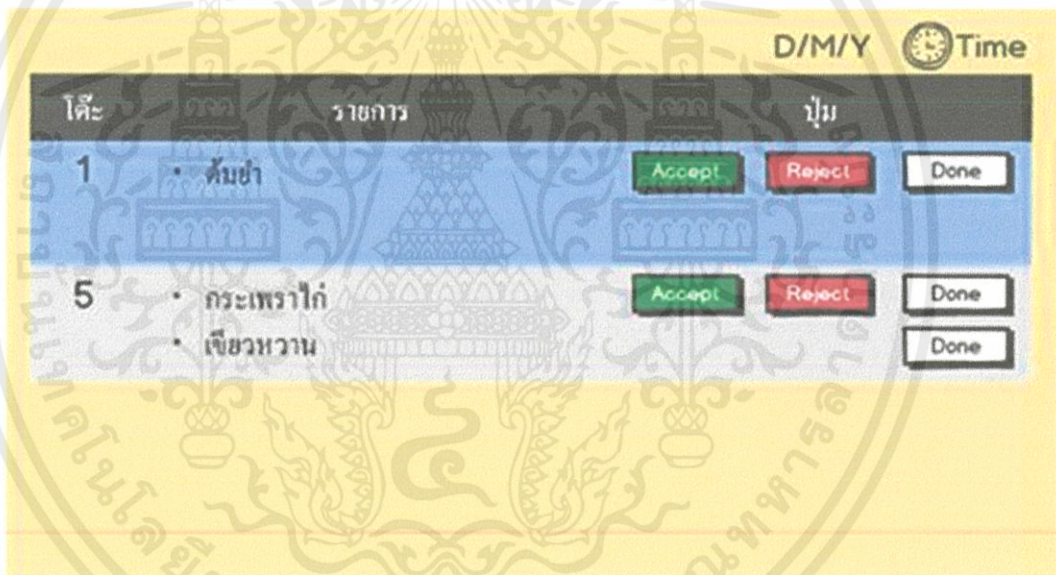 D/M/Y Time
โต๊ะ รายการ ปุ่ม
1 • ต้มยำ Accept Reject Done
5 • กระเพราไก่ Accept Reject Done
• เขียวหวาน Done